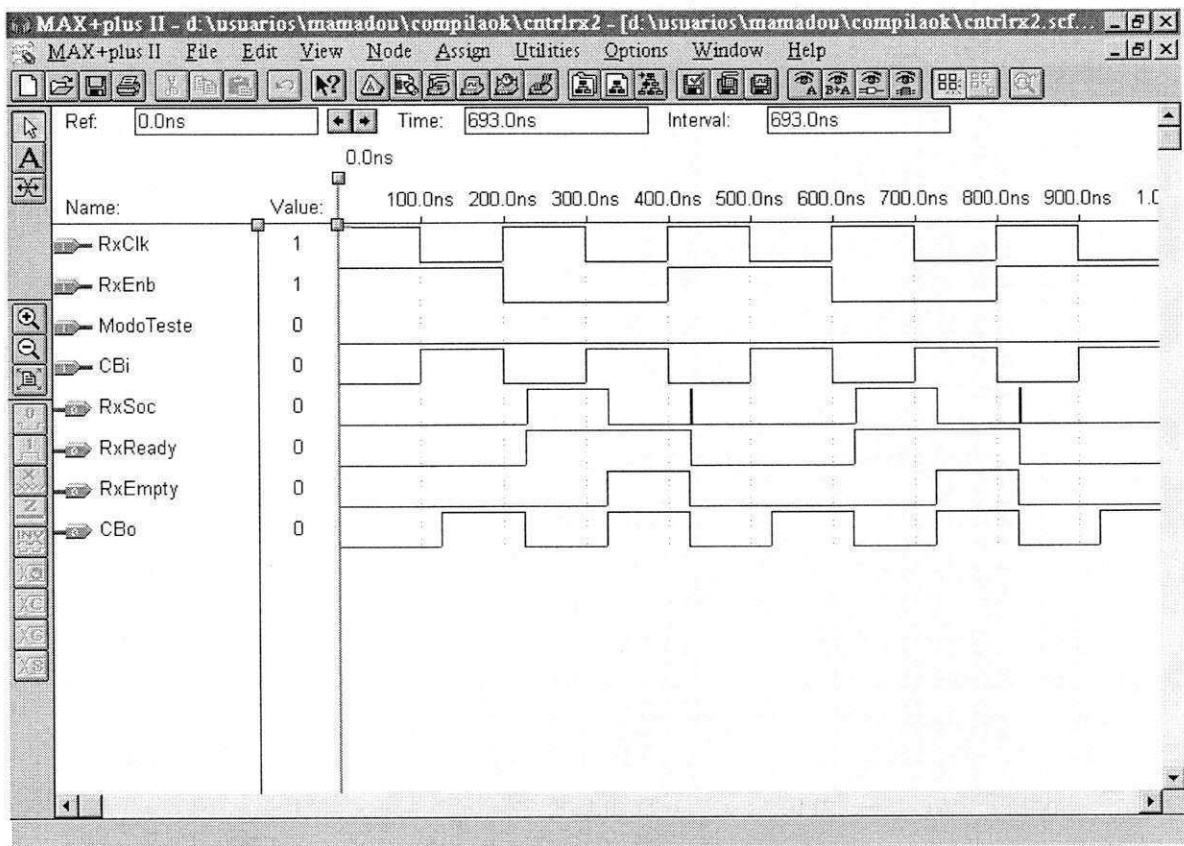 MAX+plus II - d:\usuarios\mamadou\compilaok\cntrlrx2 - [d:\usuarios\mamadou\compilaok\cntrlrx2.scf...
MAX+plus II File Edit View Node Assign Utilities Options Window Help
Ref: 0.0ns Time: 693.0ns Interval: 693.0ns
0.0ns
100.0ns 200.0ns 300.0ns 400.0ns 500.0ns 600.0ns 700.0ns 800.0ns 900.0ns 1.0
Name: Value:
RxClk 1
RxEnb 1
ModoTeste 0
CBi 0
RxSoc 0
RxReady 0
RxEmpty 0
CBo 0